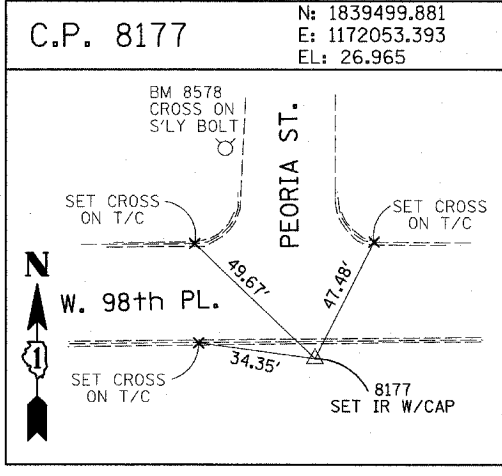 C.P. 8177
N: 1839499.881
E: 1172053.393
EL: 26.965
BM 8578
CROSS ON
S'LY BOLT
PEORIA ST.
SET CROSS
ON T/C
SET CROSS
ON T/C
N
49.67'
47.48'
W. 98th PL.
1
34.35'
SET CROSS
ON T/C
8177
SET IR W/CAP